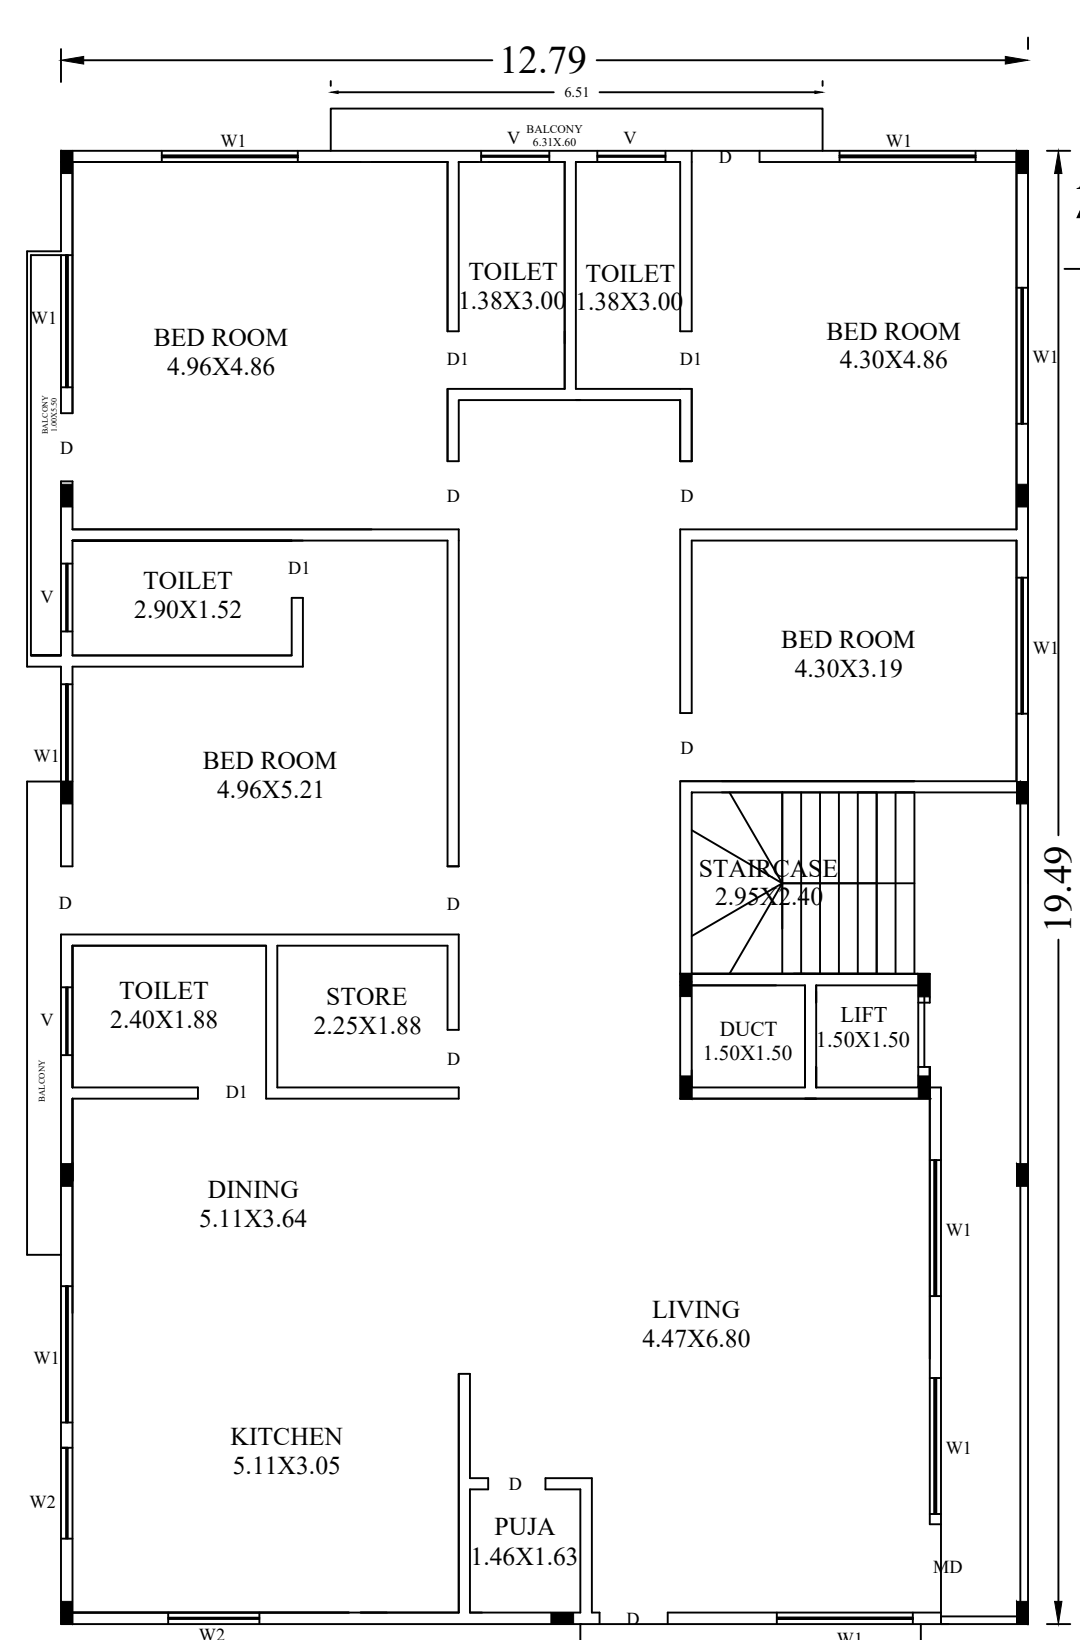 12.79
6.51
W1
V
BALCONY
6.31X.60
V
D
W1
TOILET
1.38X3.00
TOILET
1.38X3.00
W1
BED ROOM
4.96X4.86
D1
D1
BED ROOM
4.30X4.86
W1
BALCONY
1.00X5.50
D
D
D
TOILET
2.90X1.52
D1
V
BED ROOM
4.30X3.19
W1
W1
BED ROOM
4.96X5.21
D
STAIRCASE
2.95X2.40
19.49
D
D
TOILET
2.40X1.88
STORE
2.25X1.88
V
DUCT
1.50X1.50
LIFT
1.50X1.50
D
BALCONY
D1
DINING
5.11X3.64
W1
LIVING
4.47X6.80
W1
KITCHEN
5.11X3.05
W1
W2
D
PUJA
1.46X1.63
MD
D
W2
W1